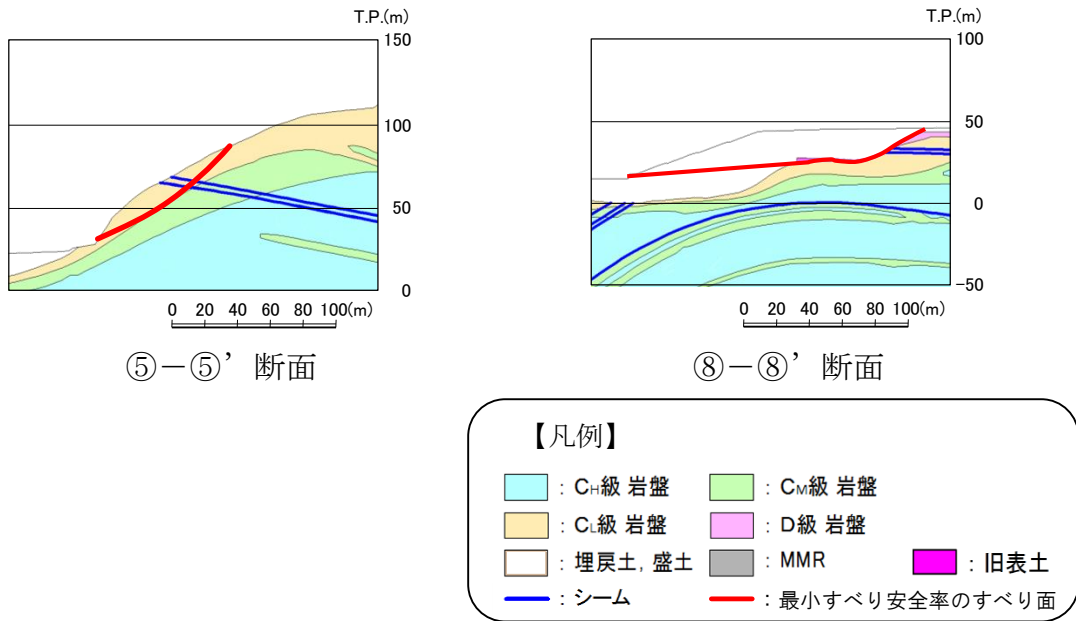 T.P.(m)
150
100
50
0
0 20 40 60 80 100(m)
⑤－⑤’ 断面
T.P.(m)
100
50
0
-50
0 20 40 60 80 100(m)
⑧－⑧’ 断面
【凡例】
: CH級 岩盤 : CM級 岩盤
: CL級 岩盤 : D級 岩盤
: 埋戻土，盛土 : MMR : 旧表土
: シーム : 最小すべり安全率のすべり面